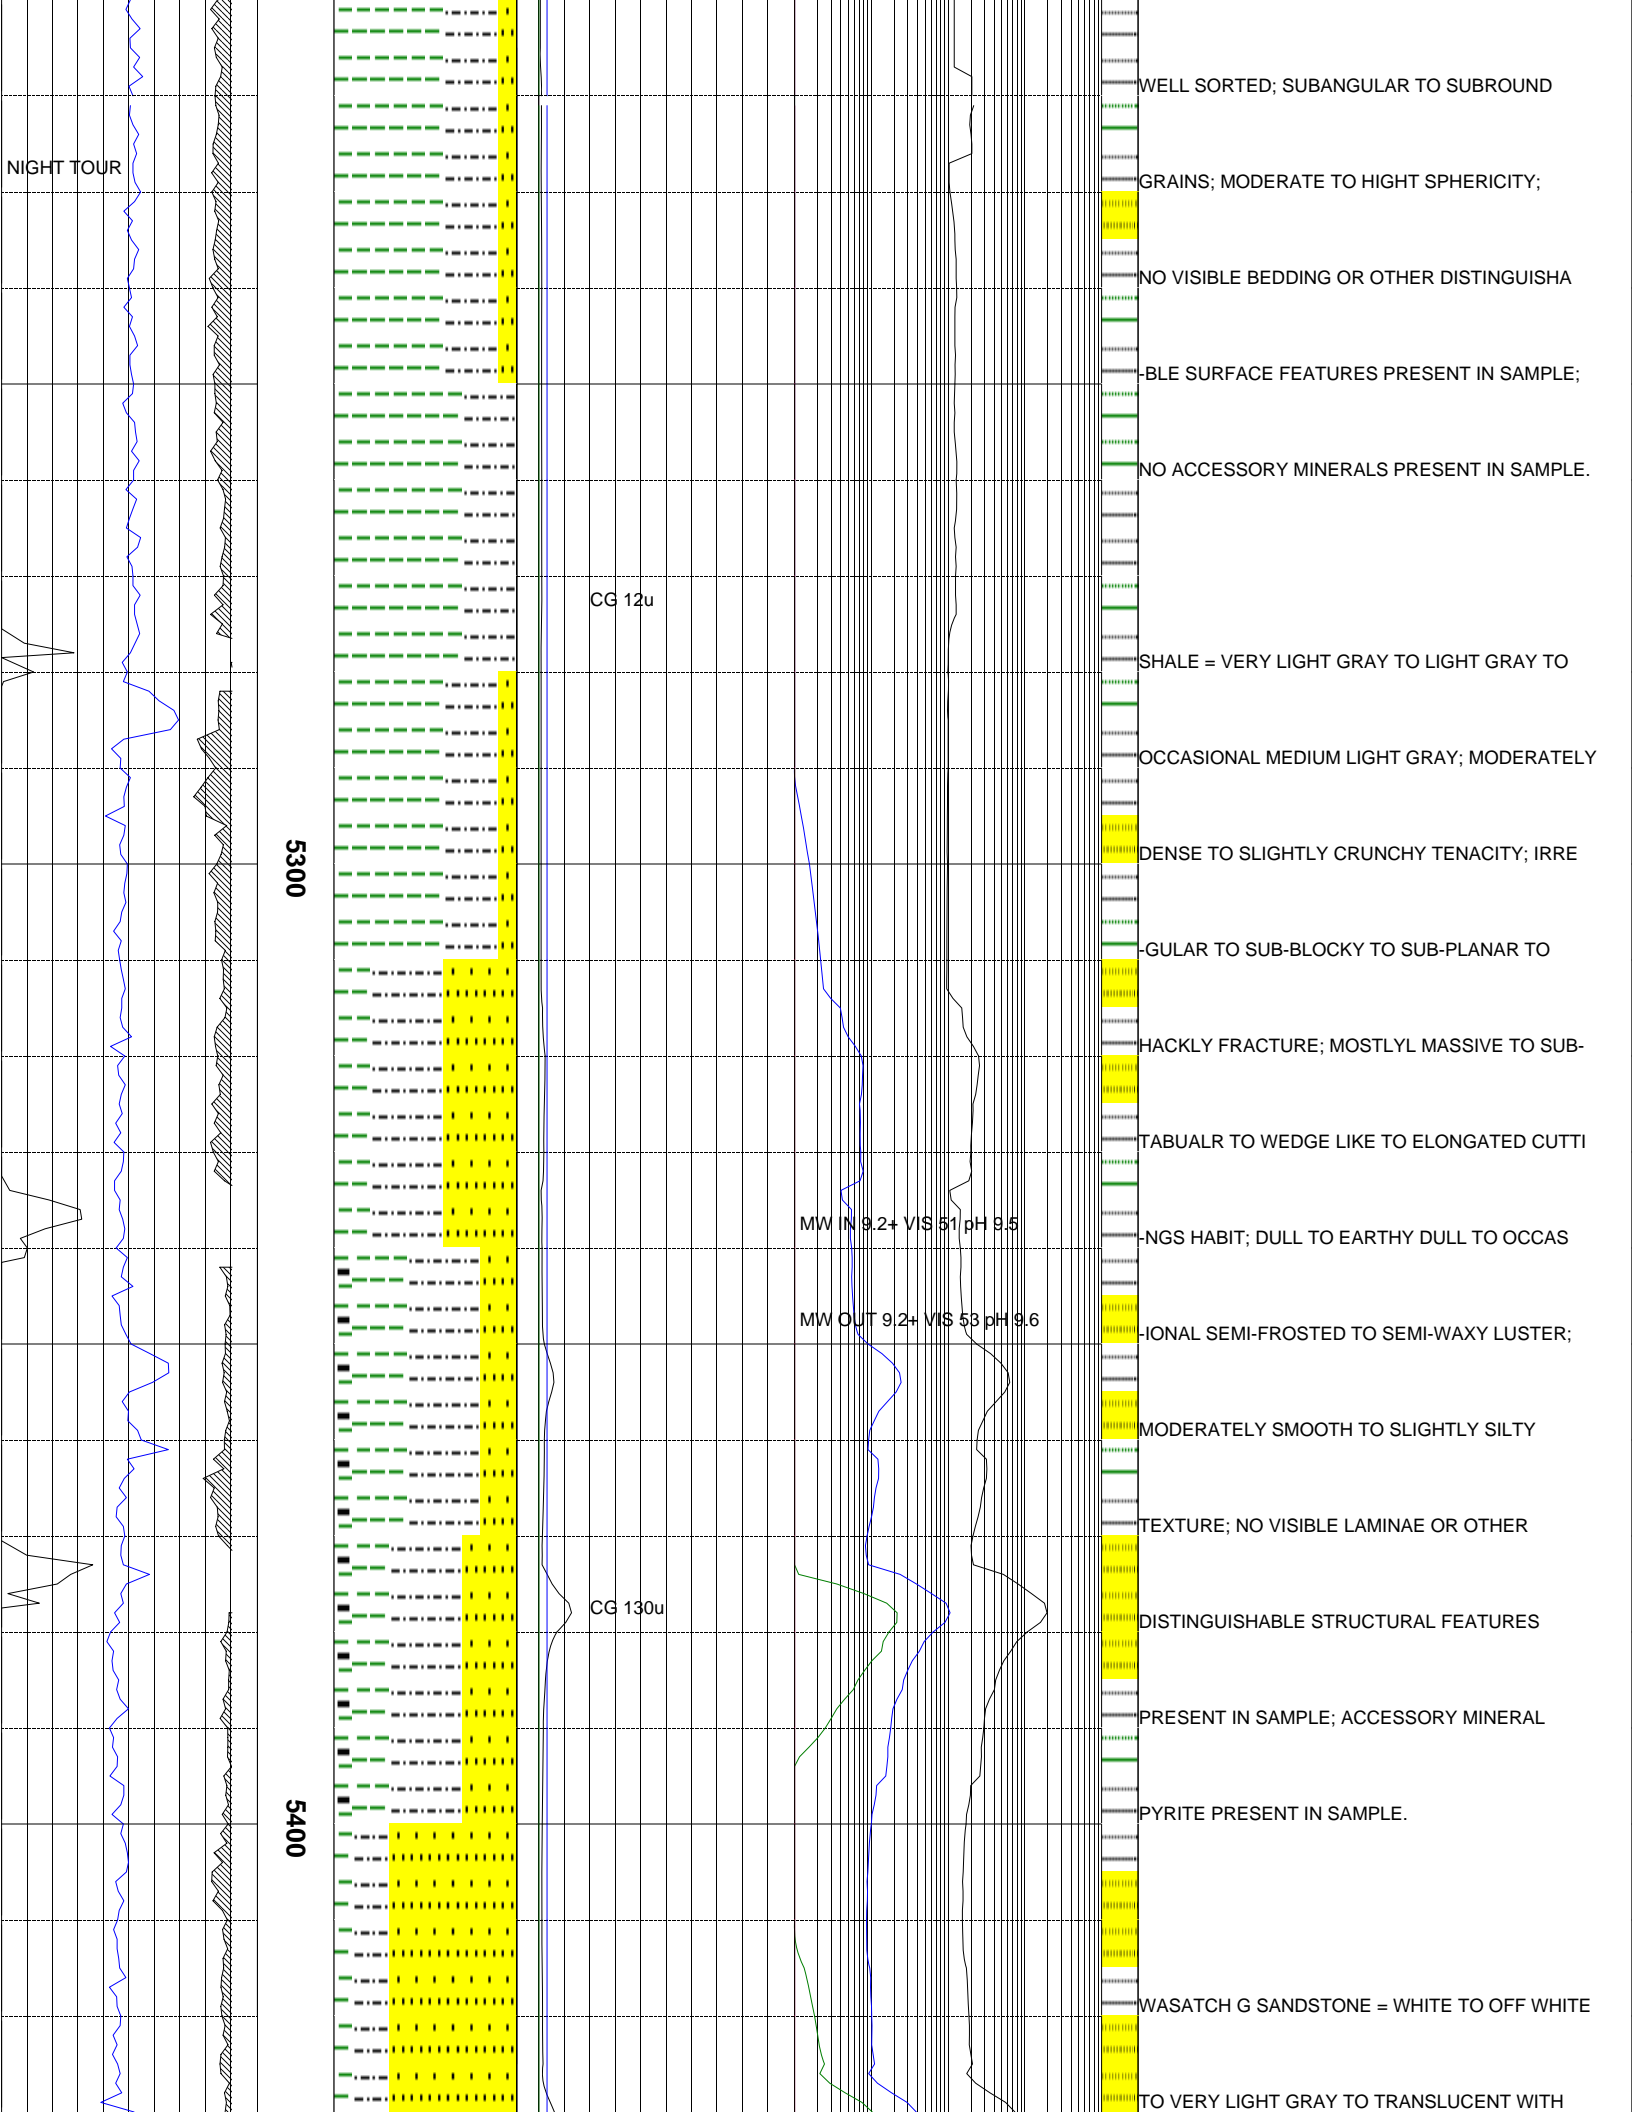 WELL SORTED; SUBANGULAR TO SUBROUND
NIGHT TOUR
GRAINS; MODERATE TO HIGHT SPHERICITY;
NO VISIBLE BEDDING OR OTHER DISTINGUISHA
-BLE SURFACE FEATURES PRESENT IN SAMPLE;
NO ACCESSORY MINERALS PRESENT IN SAMPLE.
CG 12u
SHALE = VERY LIGHT GRAY TO LIGHT GRAY TO
OCCASIONAL MEDIUM LIGHT GRAY; MODERATELY
5300
DENSE TO SLIGHTLY CRUNCHY TENACITY; IRRE
-GULAR TO SUB-BLOCKY TO SUB-PLANAR TO
HACKLY FRACTURE; MOSTLYL MASSIVE TO SUB-
TABUALR TO WEDGE LIKE TO ELONGATED CUTTI
MW IN 9.2+ VIS 51 pH 9.5
-NGS HABIT; DULL TO EARTHY DULL TO OCCAS
MW OUT 9.2+ VIS 53 pH 9.6
-IONAL SEMI-FROSTED TO SEMI-WAXY LUSTER;
MODERATELY SMOOTH TO SLIGHTLY SILTY
TEXTURE; NO VISIBLE LAMINAE OR OTHER
CG 130u
DISTINGUISHABLE STRUCTURAL FEATURES
PRESENT IN SAMPLE; ACCESSORY MINERAL
5400
PYRITE PRESENT IN SAMPLE.
WASATCH G SANDSTONE = WHITE TO OFF WHITE
TO VERY LIGHT GRAY TO TRANSLUCENT WITH